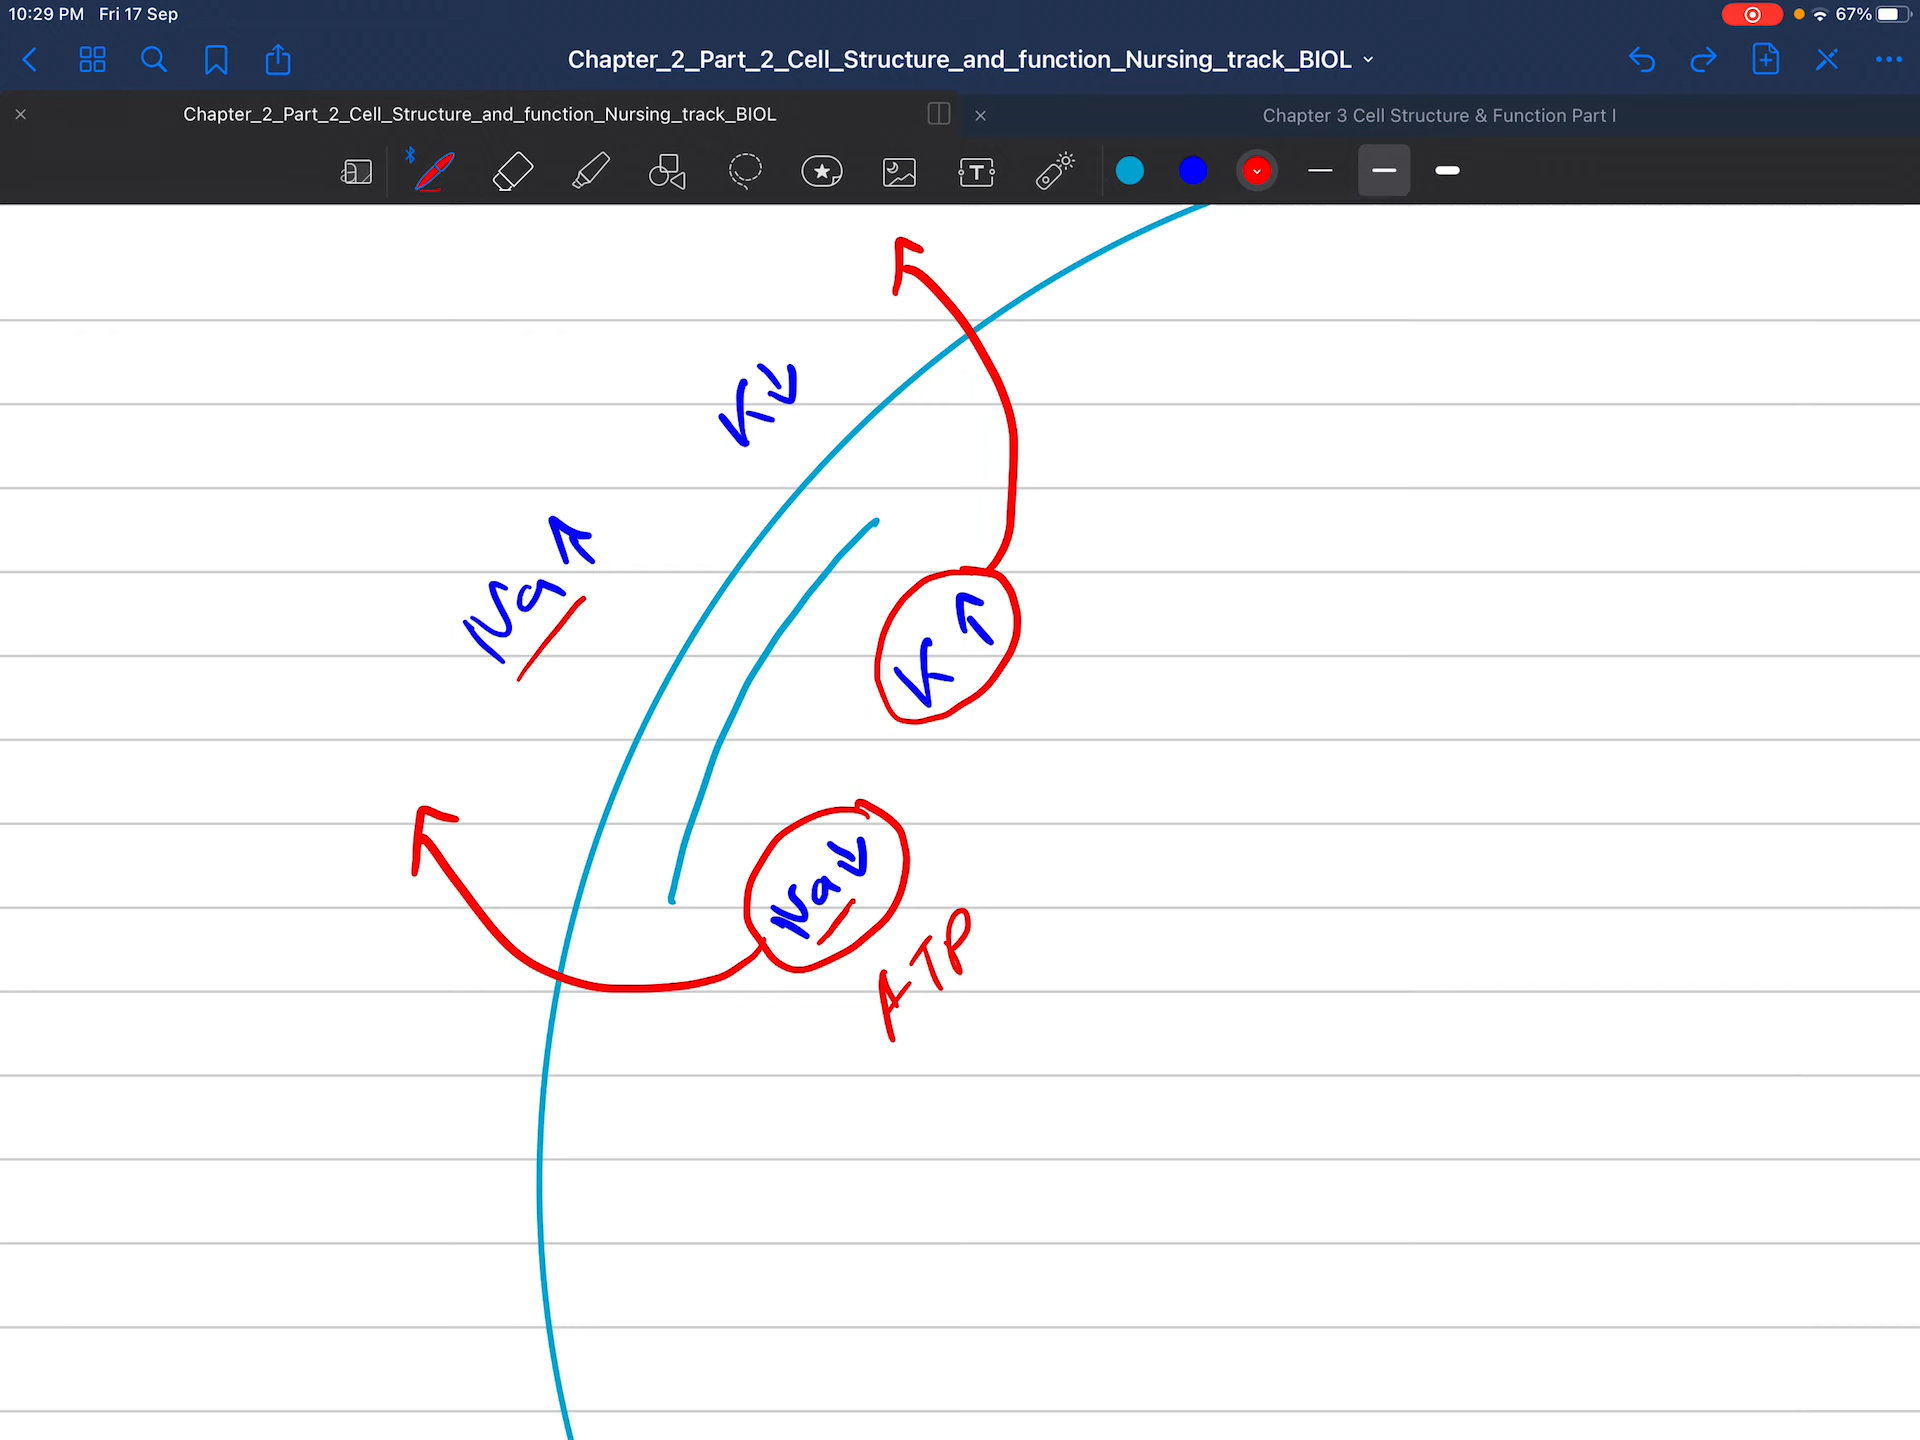 10:29 PM Fri 17 Sep
67%
Chapter_2_Part_2_Cell_Structure_and_function_Nursing_track_BIOL
Chapter_2_Part_2_Cell_Structure_and_function_Nursing_track_BIOL
Chapter 3 Cell Structure & Function Part I
K↓
Na↑
K↑
Na↓
ATP